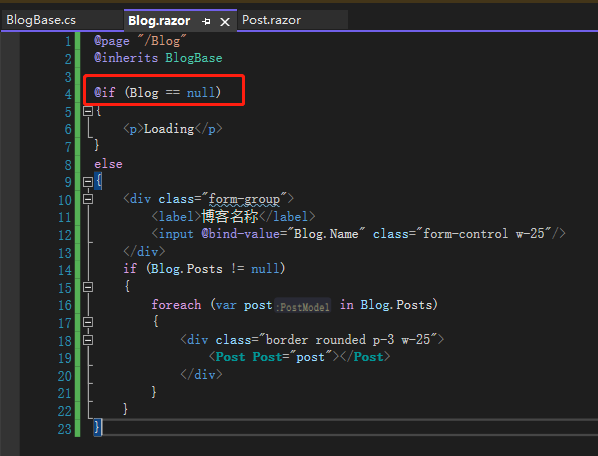 BlogBase.cs Blog.razor Post.razor
1 @page "/Blog"
2 @inherits BlogBase
3
4 @if (Blog == null)
5 {
6 <p>Loading</p>
7 }
8 else
9 {
10 <div class="form-group">
11 <label>博客名称</label>
12 <input @bind-value="Blog.Name" class="form-control w-25"/>
13 </div>
14 if (Blog.Posts != null)
15 {
16 foreach (var post:PostModel in Blog.Posts)
17 {
18 <div class="border rounded p-3 w-25">
19 <Post Post="post"></Post>
20 </div>
21 }
22 }
23 }